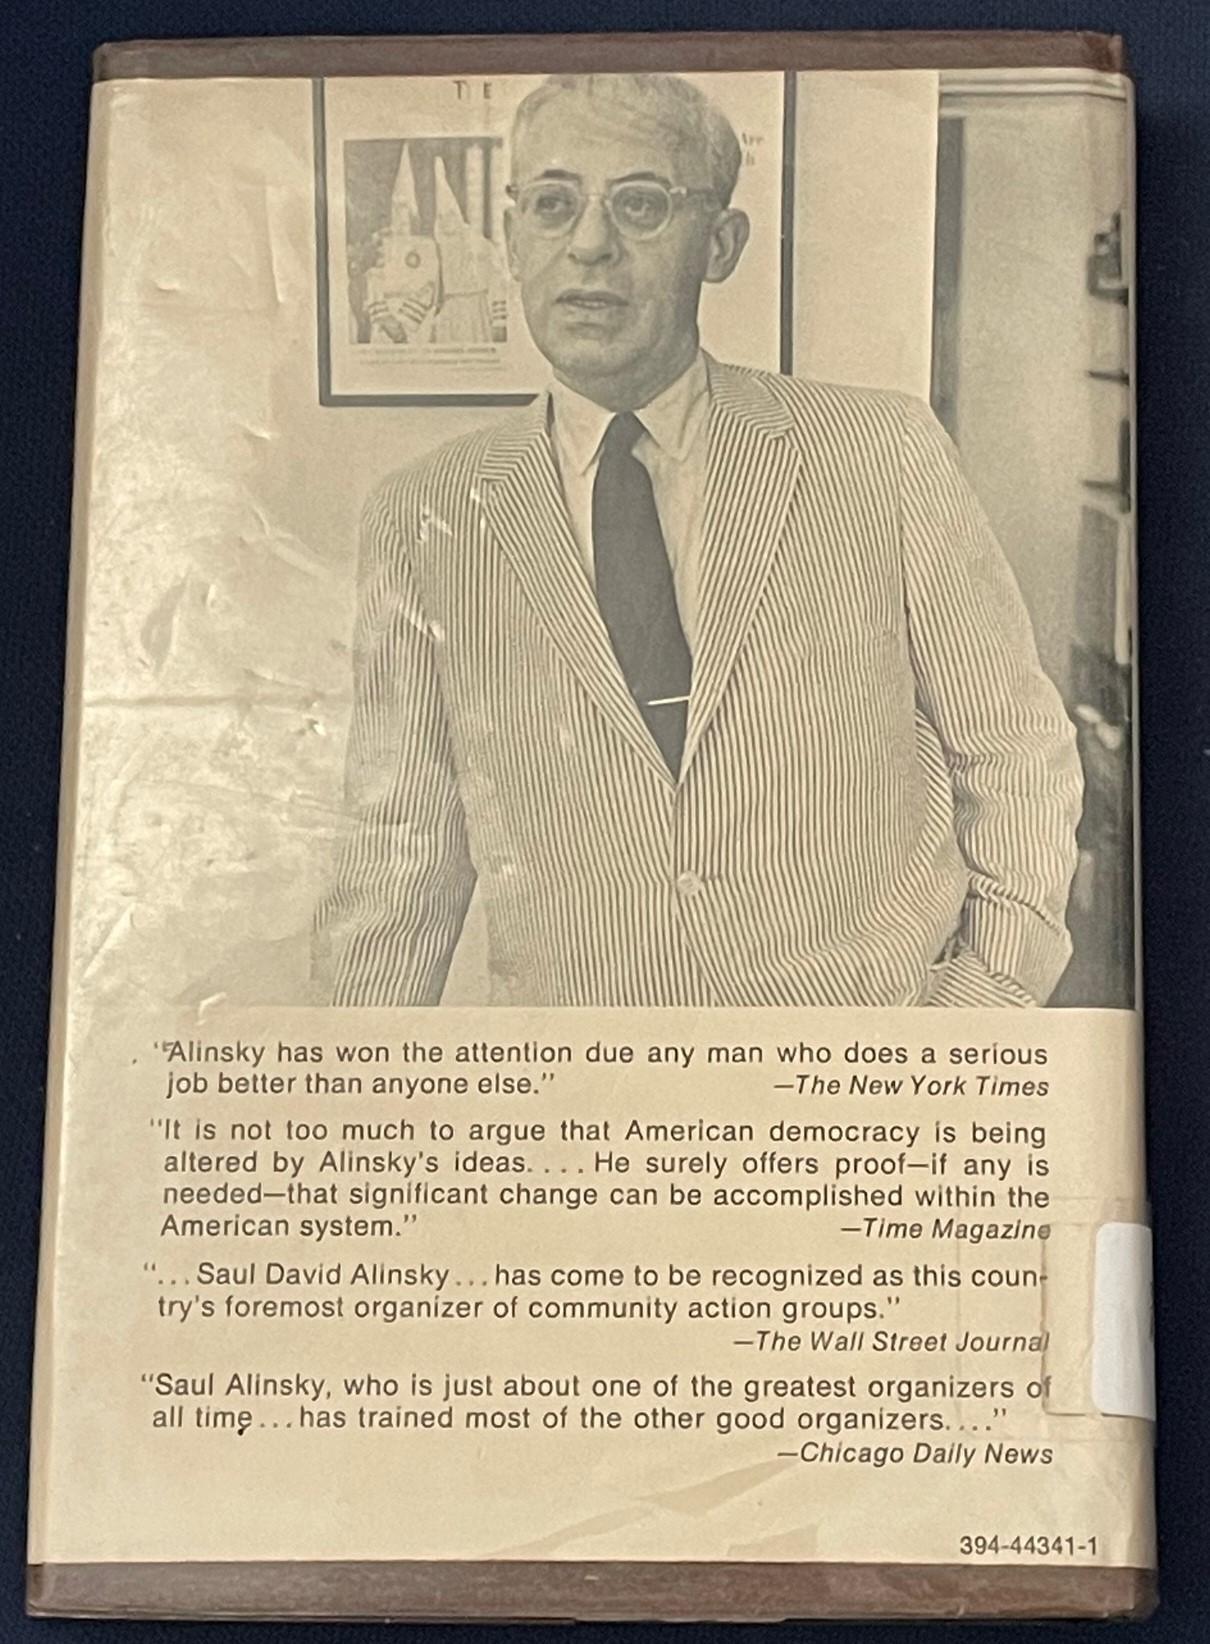 T E
"Alinsky has won the attention due any man who does a serious
job better than anyone else."
—The New York Times
"It is not too much to argue that American democracy is being
altered by Alinsky's ideas.... He surely offers proof—if any is
needed—that significant change can be accomplished within the
American system."
—Time Magazine
"...Saul David Alinsky...has come to be recognized as this coun-
try's foremost organizer of community action groups."
—The Wall Street Journal
"Saul Alinsky, who is just about one of the greatest organizers of
all time...has trained most of the other good organizers...."
—Chicago Daily News
394-44341-1